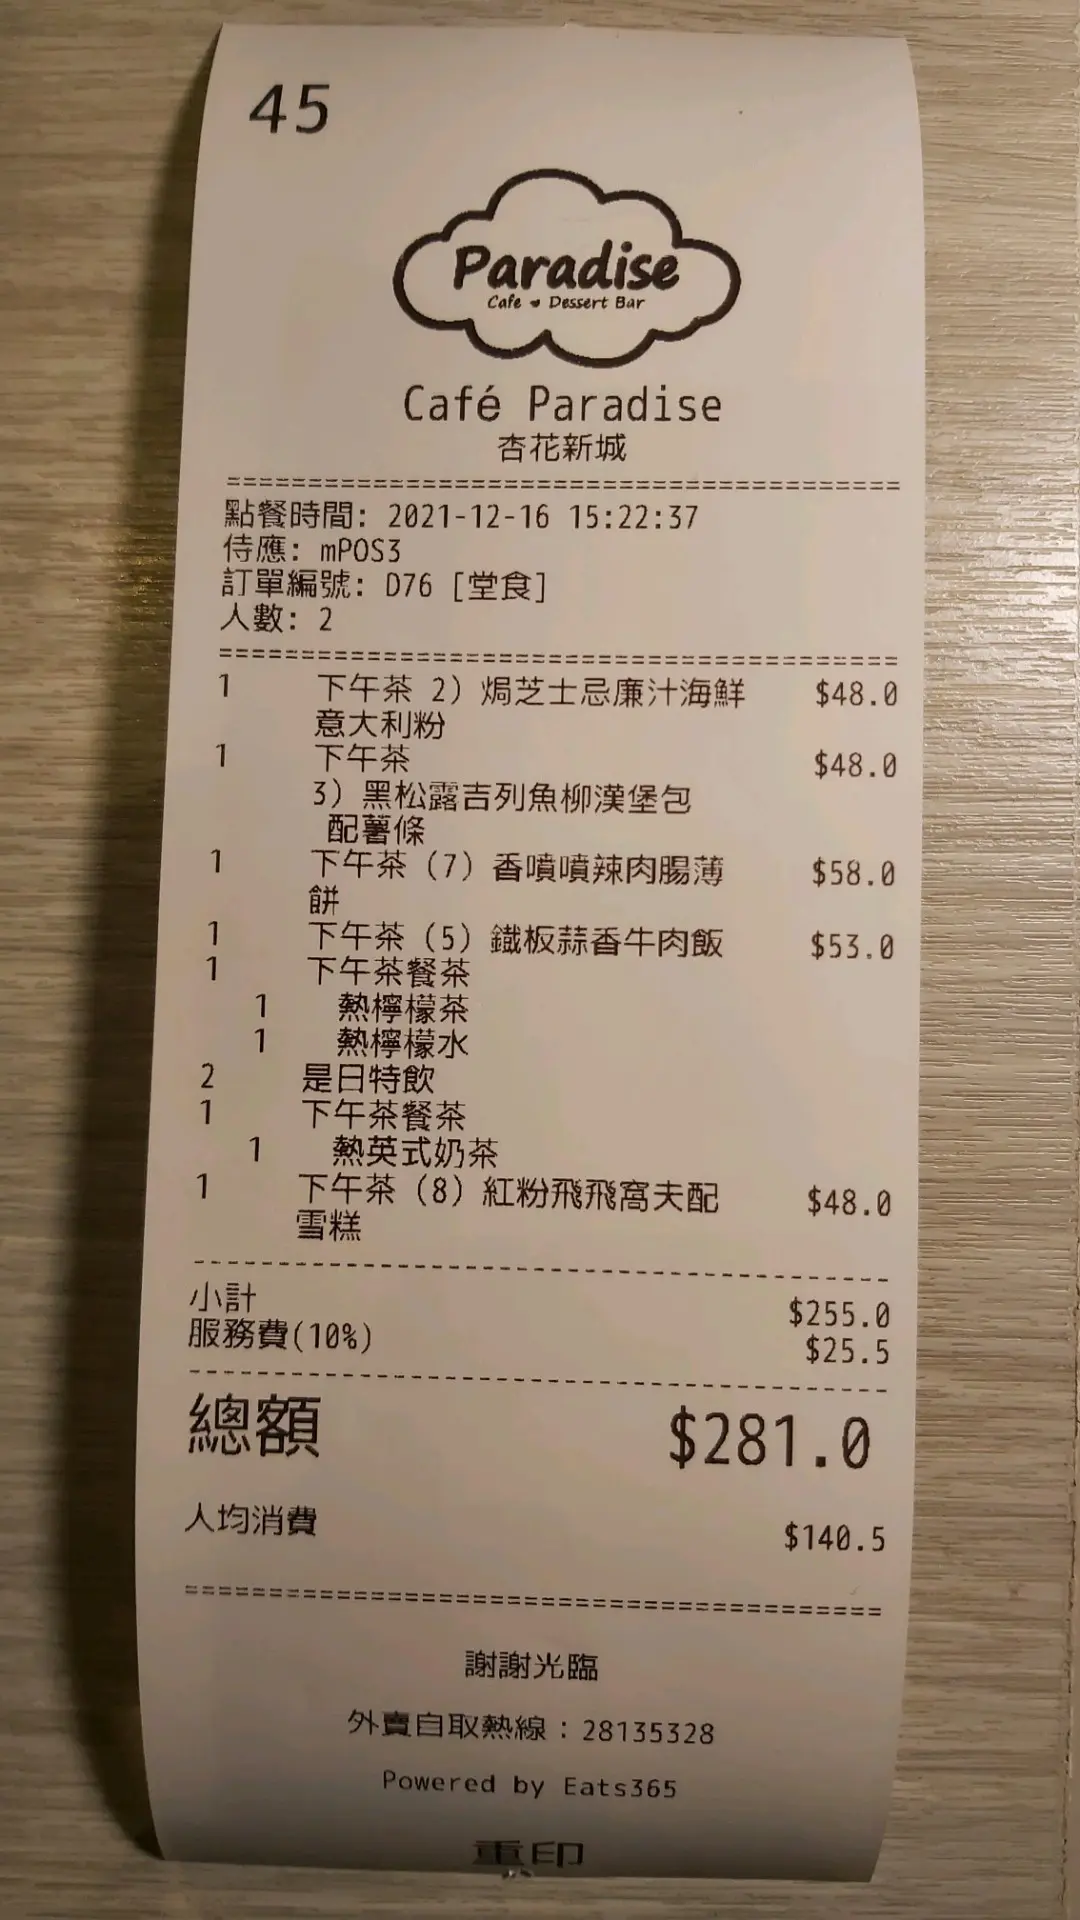 45
Paradise
Cafe ♥ Dessert Bar
Café Paradise
杏花新城
========================================
點餐時間: 2021-12-16 15:22:37
侍應: mPOS3
訂單編號: D76 [堂食]
人數: 2
========================================
1 下午茶 2) 焗芝士忌廉汁海鮮 $48.0
意大利粉
1 下午茶 $48.0
3) 黑松露吉列魚柳漢堡包
配薯條
1 下午茶 (7) 香噴噴辣肉腸薄 $58.0
餅
1 下午茶 (5) 鐵板蒜香牛肉飯 $53.0
1 下午茶餐茶
1 熱檸檬茶
1 熱檸檬水
2 是日特飲
1 下午茶餐茶
1 熱英式奶茶
1 下午茶 (8) 紅粉飛飛窩夫配 $48.0
雪糕
----------------------------------------
小計 $255.0
服務費(10%) $25.5
----------------------------------------
總額 $281.0
人均消費 $140.5
========================================
謝謝光臨
外賣自取熱線：28135328
Powered by Eats365
重印